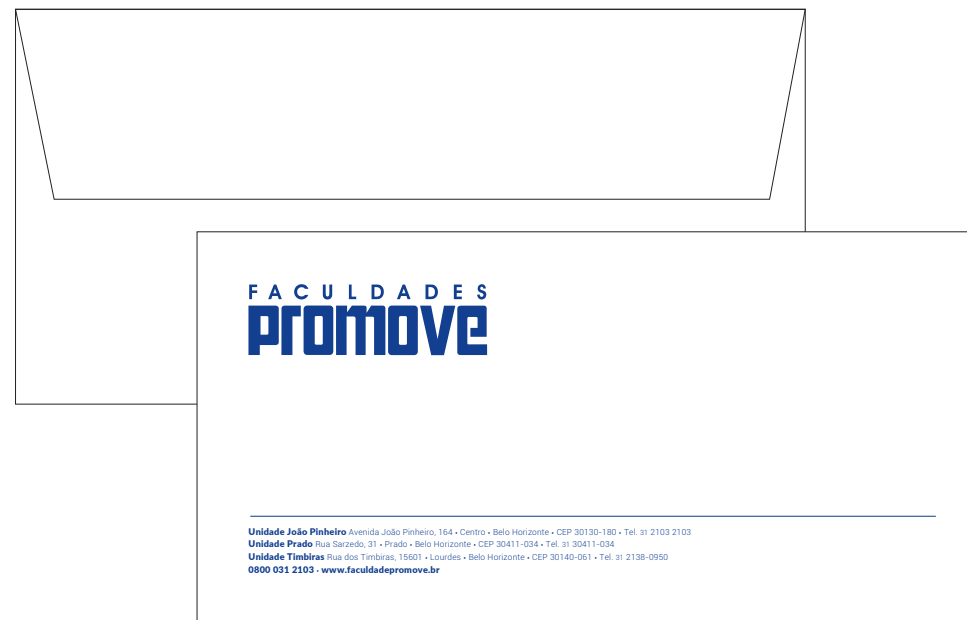 FACULDADES
promove
Unidade João Pinheiro Avenida João Pinheiro, 164 • Centro • Belo Horizonte • CEP 30130-180 • Tel. 31 2103 2103
Unidade Prado Rua Sarzedo, 31 • Prado • Belo Horizonte • CEP 30411-034 • Tel. 31 30411-034
Unidade Timbiras Rua dos Timbiras, 15601 • Lourdes • Belo Horizonte • CEP 30140-061 • Tel. 31 2138-0950
0800 031 2103 · www.faculdadepromove.br